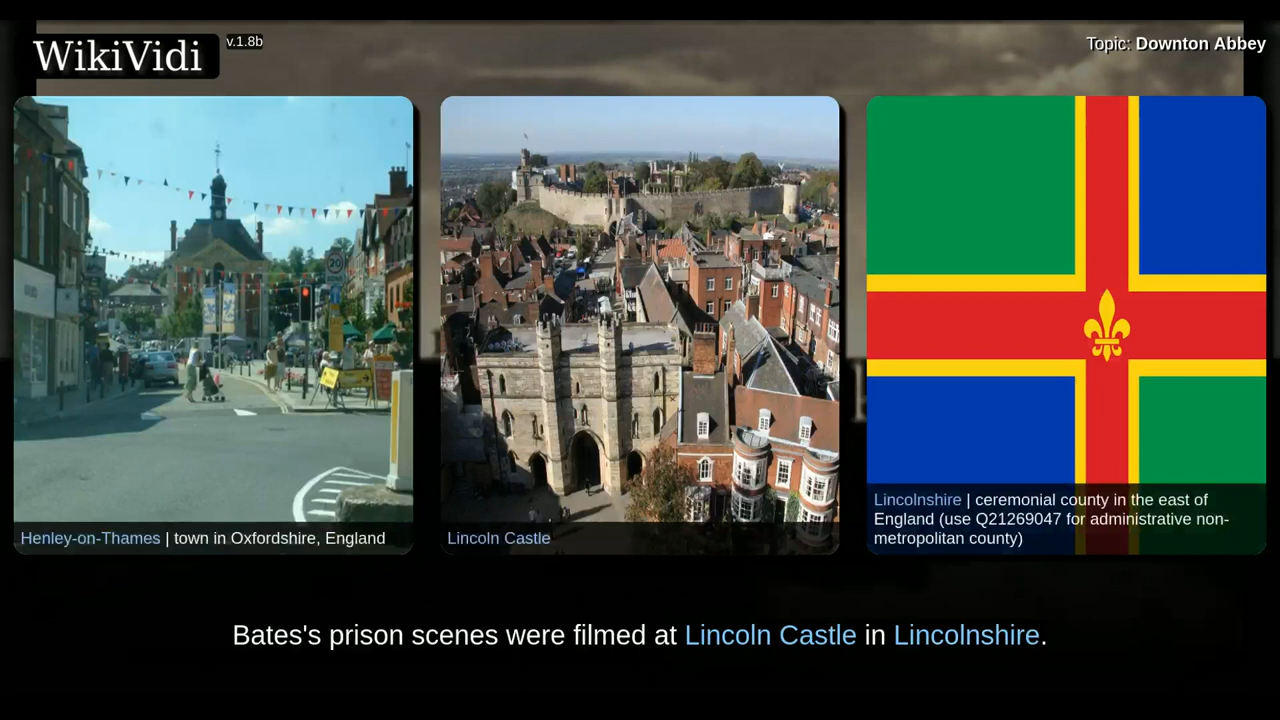 WikiVidi
v.1.8b
Topic: Downton Abbey
Henley-on-Thames | town in Oxfordshire, England
Lincoln Castle
Lincolnshire | ceremonial county in the east of
England (use Q21269047 for administrative non-
metropolitan county)
Bates's prison scenes were filmed at Lincoln Castle in Lincolnshire.